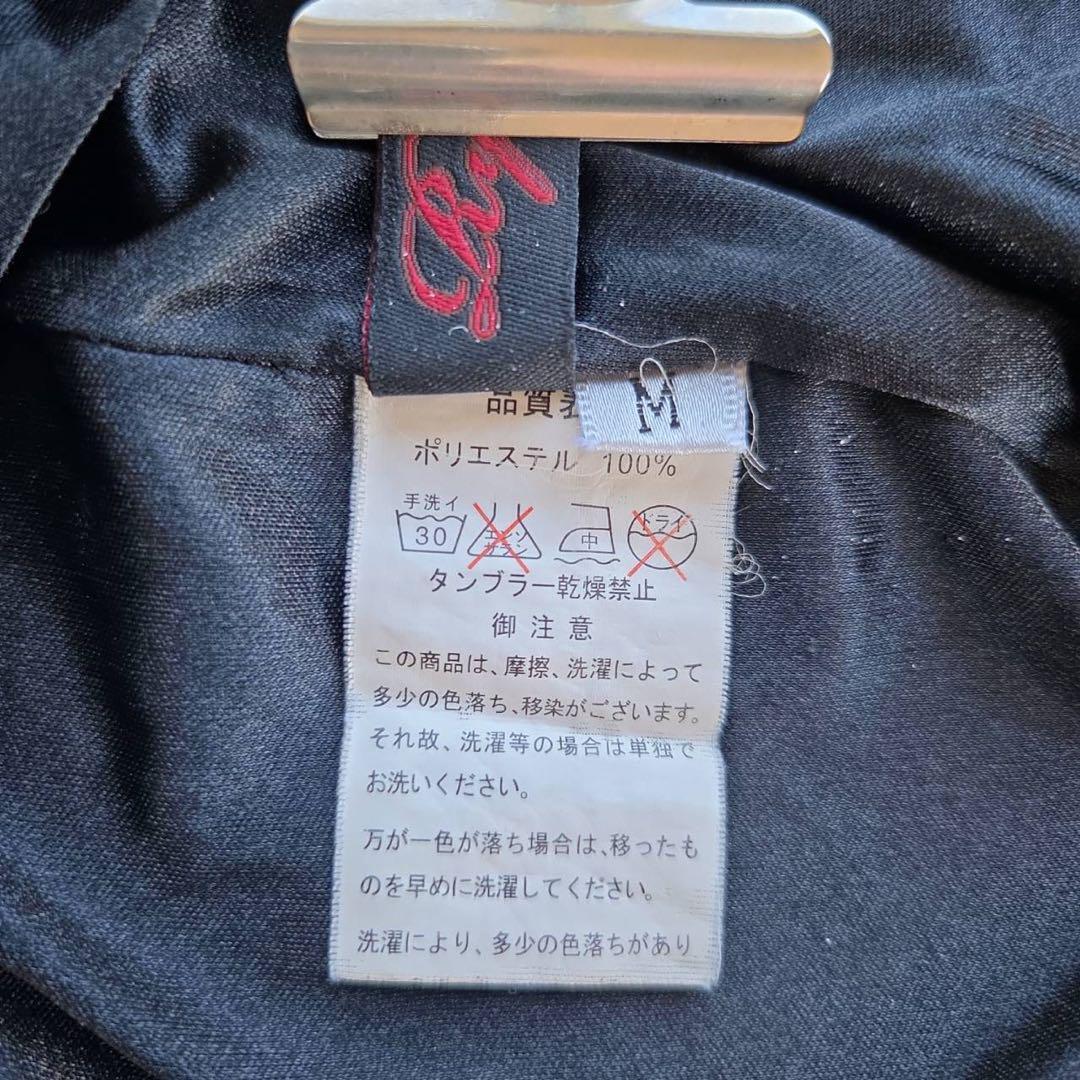 M
品質表
ポリエステル 100%
手洗イ
30
エンソ
サラシ
中
ドライ
タンブラー乾燥禁止
御注意
この商品は、摩擦、洗濯によって
多少の色落ち、移染がございます。
それ故、洗濯等の場合は単独で
お洗いください。
万が一色が落ち場合は、移ったも
のを早めに洗濯してください。
洗濯により、多少の色落ちがあり